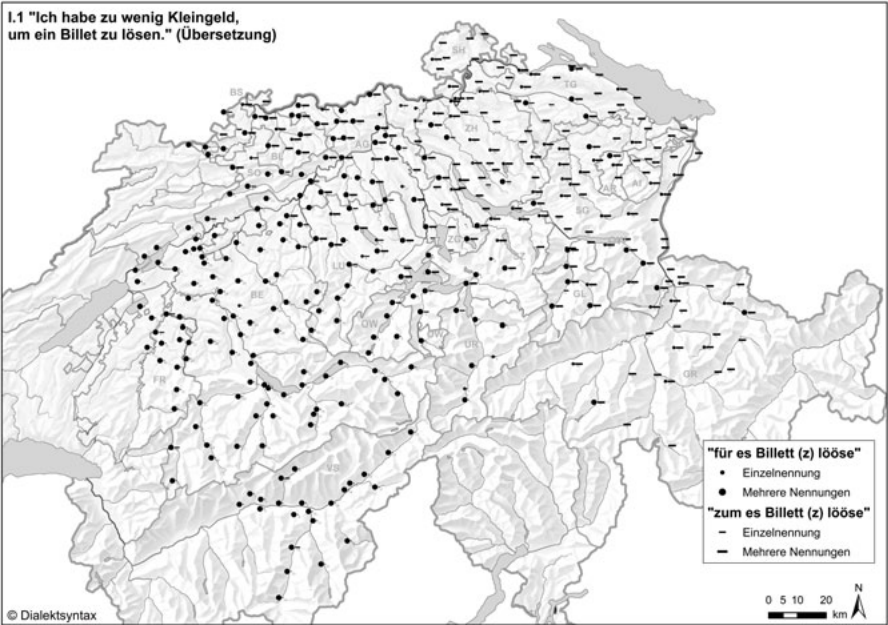 I.1 "Ich habe zu wenig Kleingeld,
um ein Billet zu lösen." (Übersetzung)
SH
BS
TG
ZH
BL
AG
SO
AR
AI
SG
ZG
SZ
LU
BE
GL
OW
NW
UR
FR
GR
VS
"für es Billett (z) lööse"
Einzelnennung
Mehrere Nennungen
"zum es Billett (z) lööse"
Einzelnennung
Mehrere Nennungen
0 5 10 20
km
N
© Dialektsyntax